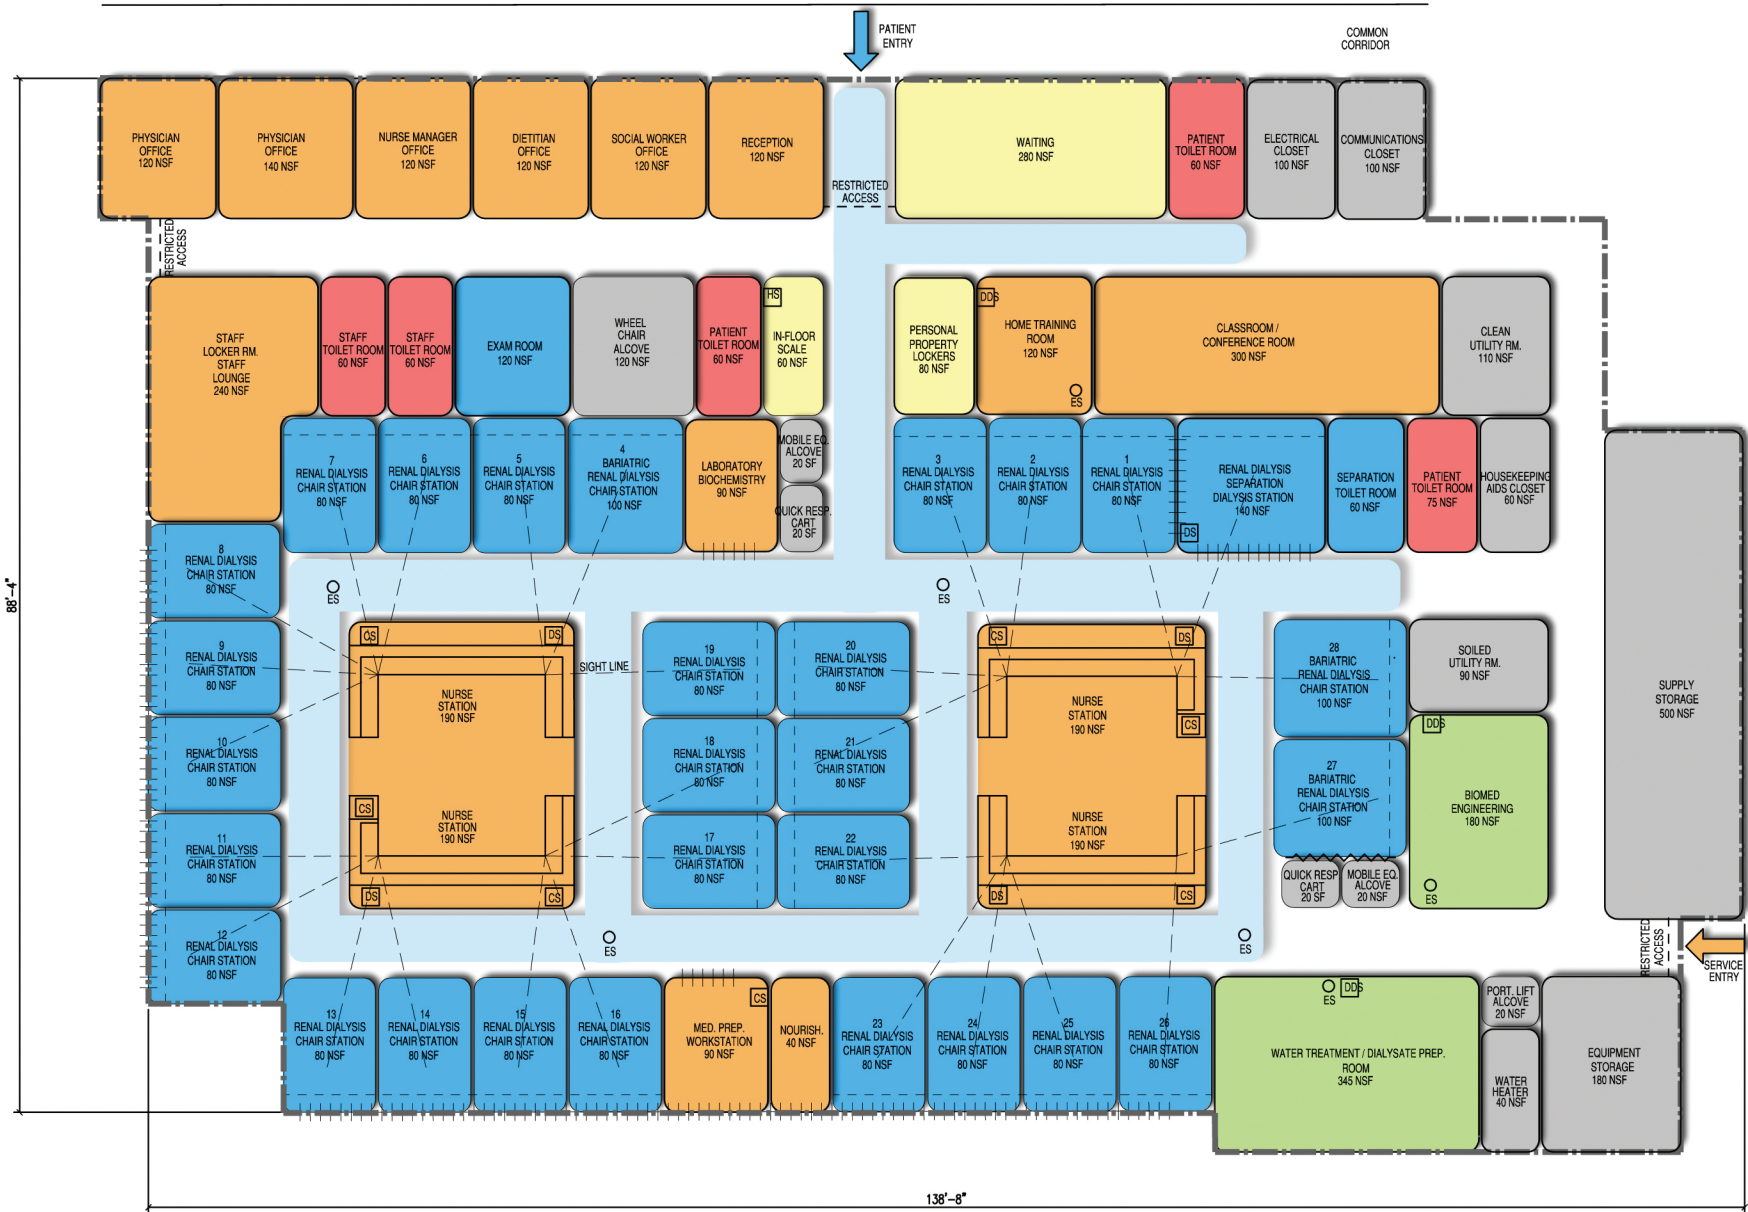 PATIENT
ENTRY
COMMON
CORRIDOR
PHYSICIAN
OFFICE
120 NSF
PHYSICIAN
OFFICE
140 NSF
NURSE MANAGER
OFFICE
120 NSF
DIETITIAN
OFFICE
120 NSF
SOCIAL WORKER
OFFICE
120 NSF
RECEPTION
120 NSF
RESTRICTED
ACCESS
WAITING
280 NSF
PATIENT
TOILET ROOM
60 NSF
ELECTRICAL
CLOSET
100 NSF
COMMUNICATIONS
CLOSET
100 NSF
RESTRICTED
ACCESS
STAFF
LOCKER RM.
STAFF
LOUNGE
240 NSF
STAFF
TOILET ROOM
60 NSF
STAFF
TOILET ROOM
60 NSF
EXAM ROOM
120 NSF
WHEEL
CHAIR
ALCOVE
120 NSF
PATIENT
TOILET ROOM
60 NSF
HS
IN-FLOOR
SCALE
60 NSF
PERSONAL
PROPERTY
LOCKERS
80 NSF
DDS
HOME TRAINING
ROOM
120 NSF
ES
CLASSROOM /
CONFERENCE ROOM
300 NSF
CLEAN
UTILITY RM.
110 NSF
7
RENAL DIALYSIS
CHAIR STATION
80 NSF
6
RENAL DIALYSIS
CHAIR STATION
80 NSF
5
RENAL DIALYSIS
CHAIR STATION
80 NSF
4
BARIATRIC
RENAL DIALYSIS
CHAIR STATION
100 NSF
LABORATORY
BIOCHEMISTRY
90 NSF
MOBILE EQ.
ALCOVE
20 SF
QUICK RESP.
CART
20 SF
3
RENAL DIALYSIS
CHAIR STATION
80 NSF
2
RENAL DIALYSIS
CHAIR STATION
80 NSF
1
RENAL DIALYSIS
CHAIR STATION
80 NSF
RENAL DIALYSIS
SEPARATION
DIALYSIS STATION
140 NSF
DS
SEPARATION
TOILET ROOM
60 NSF
PATIENT
TOILET ROOM
75 NSF
HOUSEKEEPING
AIDS CLOSET
60 NSF
8
RENAL DIALYSIS
CHAIR STATION
80 NSF
ES
ES
9
RENAL DIALYSIS
CHAIR STATION
80 NSF
10
RENAL DIALYSIS
CHAIR STATION
80 NSF
11
RENAL DIALYSIS
CHAIR STATION
80 NSF
12
RENAL DIALYSIS
CHAIR STATION
80 NSF
CS
DS
NURSE
STATION
190 NSF
CS
NURSE
STATION
190 NSF
DS
CS
SIGHT LINE
19
RENAL DIALYSIS
CHAIR STATION
80 NSF
20
RENAL DIALYSIS
CHAIR STATION
80 NSF
18
RENAL DIALYSIS
CHAIR STATION
80 NSF
21
RENAL DIALYSIS
CHAIR STATION
80 NSF
17
RENAL DIALYSIS
CHAIR STATION
80 NSF
22
RENAL DIALYSIS
CHAIR STATION
80 NSF
CS
DS
NURSE
STATION
190 NSF
CS
NURSE
STATION
190 NSF
DS
CS
28
BARIATRIC
RENAL DIALYSIS
CHAIR STATION
100 NSF
SOILED
UTILITY RM.
90 NSF
27
BARIATRIC
RENAL DIALYSIS
CHAIR STATION
100 NSF
DDS
BIOMED
ENGINEERING
180 NSF
ES
QUICK RESP
CART
20 SF
MOBILE EQ.
ALCOVE
20 NSF
SUPPLY
STORAGE
500 NSF
RESTRICTED
ACCESS
SERVICE
ENTRY
ES
ES
13
RENAL DIALYSIS
CHAIR STATION
80 NSF
14
RENAL DIALYSIS
CHAIR STATION
80 NSF
15
RENAL DIALYSIS
CHAIR STATION
80 NSF
16
RENAL DIALYSIS
CHAIR STATION
80 NSF
CS
MED. PREP.
WORKSTATION
90 NSF
NOURISH.
40 NSF
23
RENAL DIALYSIS
CHAIR STATION
80 NSF
24
RENAL DIALYSIS
CHAIR STATION
80 NSF
25
RENAL DIALYSIS
CHAIR STATION
80 NSF
26
RENAL DIALYSIS
CHAIR STATION
80 NSF
ES
DDS
WATER TREATMENT / DIALYSATE PREP.
ROOM
345 NSF
PORT. LIFT
ALCOVE
20 NSF
WATER
HEATER
40 NSF
EQUIPMENT
STORAGE
180 NSF
88'-4"
138'-8"